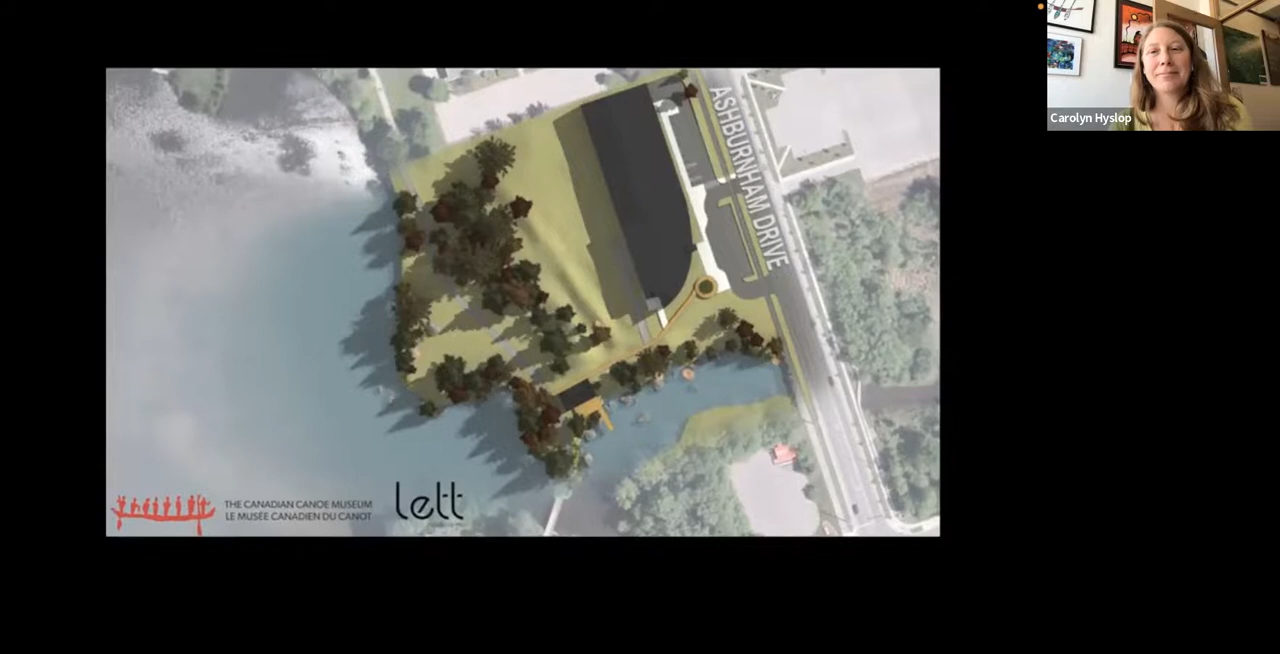 Carolyn Hyslop
ASHBURNHAM DRIVE
THE CANADIAN CANOE MUSEUM
LE MUSÉE CANADIEN DU CANOT
lett